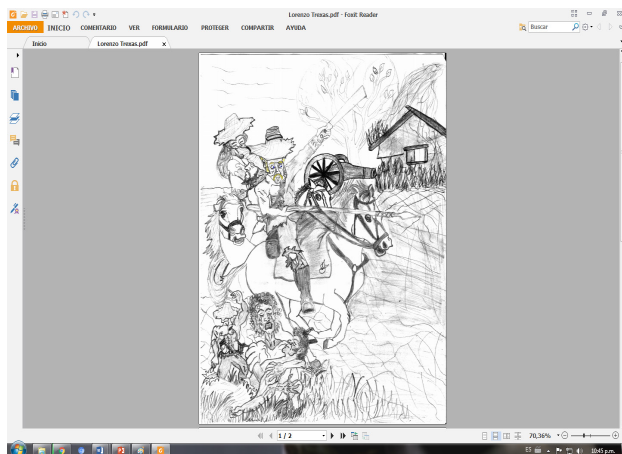 Lorenzo Trexas.pdf - Foxit Reader
ARCHIVO INICIO COMENTARIO VER FORMULARIO PROTEGER COMPARTIR AYUDA
Buscar
Inicio Lorenzo Trexas.pdf x
1 / 2
70,36%
ES 10:45 p.m.